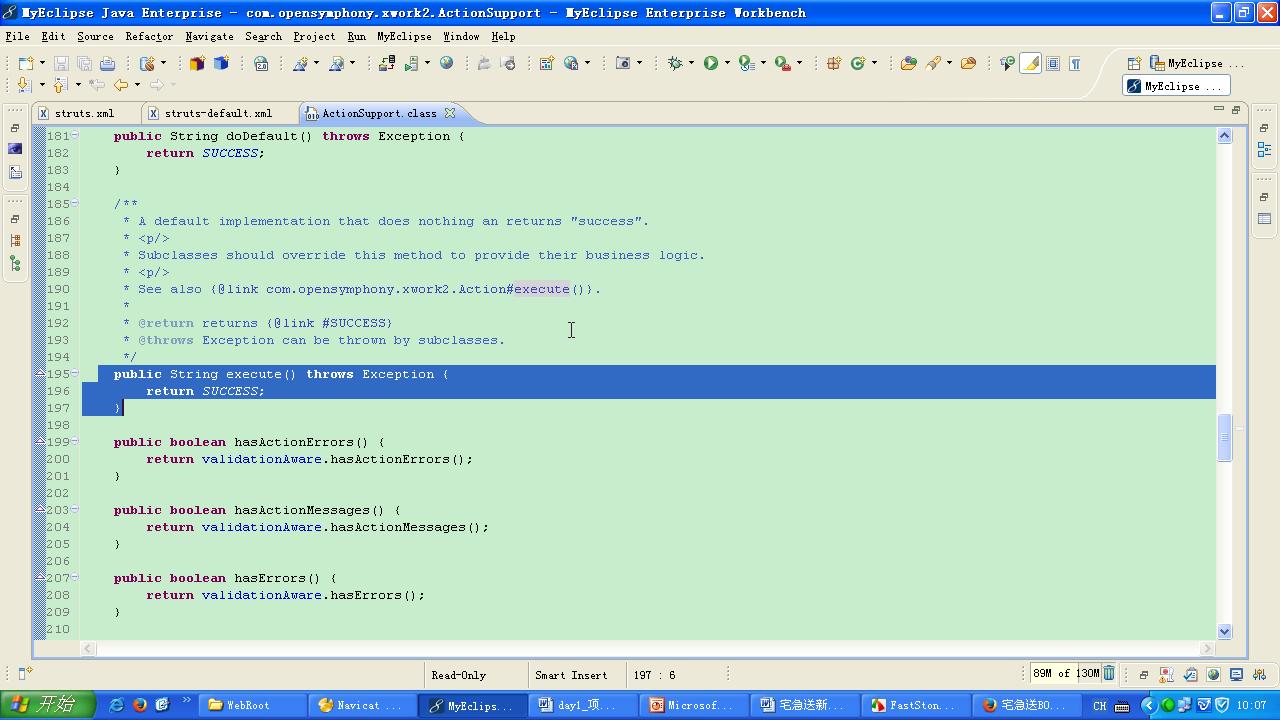 MyEclipse Java Enterprise - com.opensymphony.xwork2.ActionSupport - MyEclipse Enterprise Workbench
File Edit Source Refactor Navigate Search Project Run MyEclipse Window Help
MyEclipse ...
MyEclipse ...
struts.xml struts-default.xml ActionSupport.class
181 public String doDefault() throws Exception {
182 return SUCCESS;
183 }
184
185 /**
186 * A default implementation that does nothing an returns "success".
187 * <p/>
188 * Subclasses should override this method to provide their business logic.
189 * <p/>
190 * See also {@link com.opensymphony.xwork2.Action#execute()}.
191 *
192 * @return returns {@link #SUCCESS}
193 * @throws Exception can be thrown by subclasses.
194 */
195 public String execute() throws Exception {
196 return SUCCESS;
197 }
198
199 public boolean hasActionErrors() {
200 return validationAware.hasActionErrors();
201 }
202
203 public boolean hasActionMessages() {
204 return validationAware.hasActionMessages();
205 }
206
207 public boolean hasErrors() {
208 return validationAware.hasErrors();
209 }
210
Read-Only Smart Insert 197 : 6 89M of 130M
开始 WebRoot Navicat ... MyEclips... day1_项... Microsof... 宅急送新... FastSton... 宅急送BO... CH 10:07